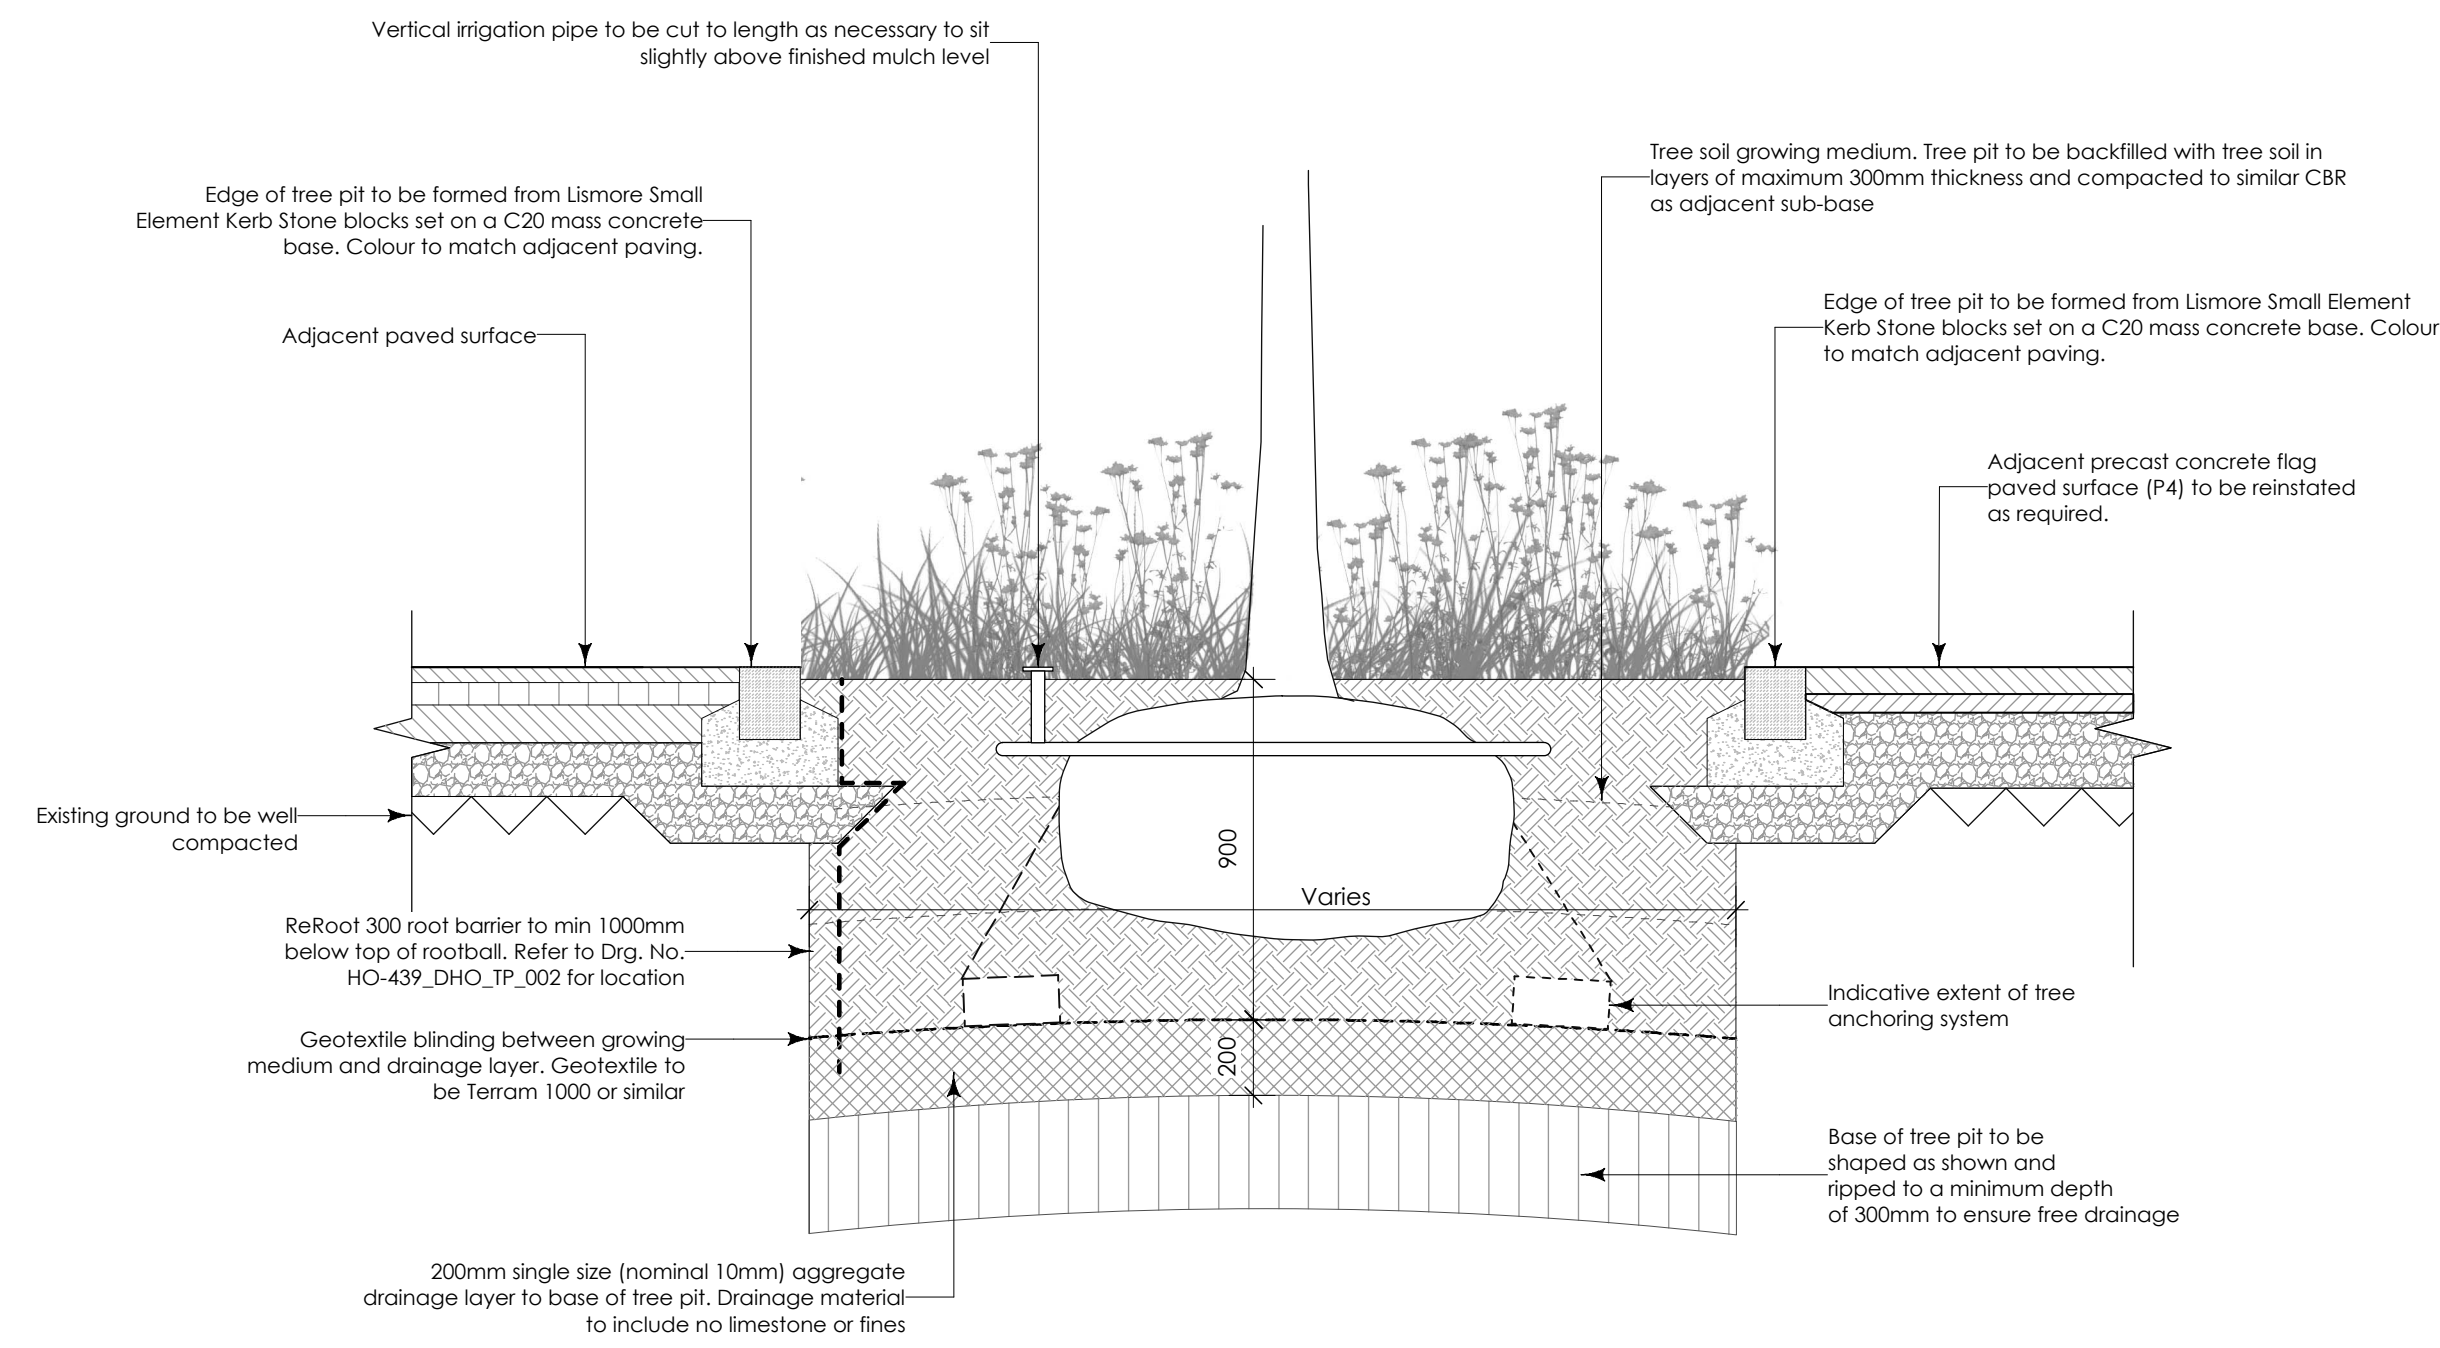 Vertical irrigation pipe to be cut to length as necessary to sit
slightly above finished mulch level
Tree soil growing medium. Tree pit to be backfilled with tree soil in
layers of maximum 300mm thickness and compacted to similar CBR
as adjacent sub-base
Edge of tree pit to be formed from Lismore Small
Element Kerb Stone blocks set on a C20 mass concrete
base. Colour to match adjacent paving.
Edge of tree pit to be formed from Lismore Small Element
Kerb Stone blocks set on a C20 mass concrete base. Colour
to match adjacent paving.
Adjacent paved surface
Adjacent precast concrete flag
paved surface (P4) to be reinstated
as required.
Existing ground to be well
compacted
900
Varies
ReRoot 300 root barrier to min 1000mm
below top of rootball. Refer to Drg. No.
HO-439_DHO_TP_002 for location
Indicative extent of tree
anchoring system
Geotextile blinding between growing
medium and drainage layer. Geotextile to
be Terram 1000 or similar
200
Base of tree pit to be
shaped as shown and
ripped to a minimum depth
of 300mm to ensure free drainage
200mm single size (nominal 10mm) aggregate
drainage layer to base of tree pit. Drainage material
to include no limestone or fines